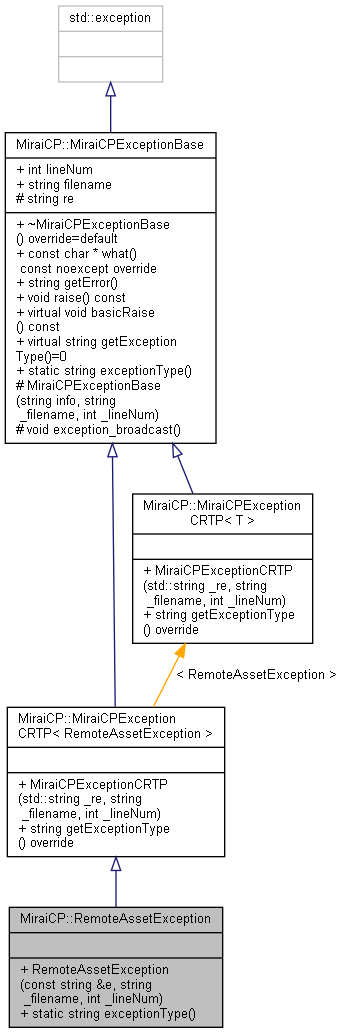 std::exception
MiraiCP::MiraiCPExceptionBase
+ int lineNum
+ string filename
# string re
+ ~MiraiCPExceptionBase
() override=default
+ const char * what()
const noexcept override
+ string getError()
+ void raise() const
+ virtual void basicRaise
() const
+ virtual string getException
Type()=0
+ static string exceptionType()
# MiraiCPExceptionBase
(string info, string
_filename, int _lineNum)
# void exception_broadcast()
MiraiCP::MiraiCPException
CRTP< T >
+ MiraiCPExceptionCRTP
(std::string _re, string
_filename, int _lineNum)
+ string getExceptionType
() override
< RemoteAssetException >
MiraiCP::MiraiCPException
CRTP< RemoteAssetException >
+ MiraiCPExceptionCRTP
(std::string _re, string
_filename, int _lineNum)
+ string getExceptionType
() override
MiraiCP::RemoteAssetException
+ RemoteAssetException
(const string &e, string
_filename, int _lineNum)
+ static string exceptionType()